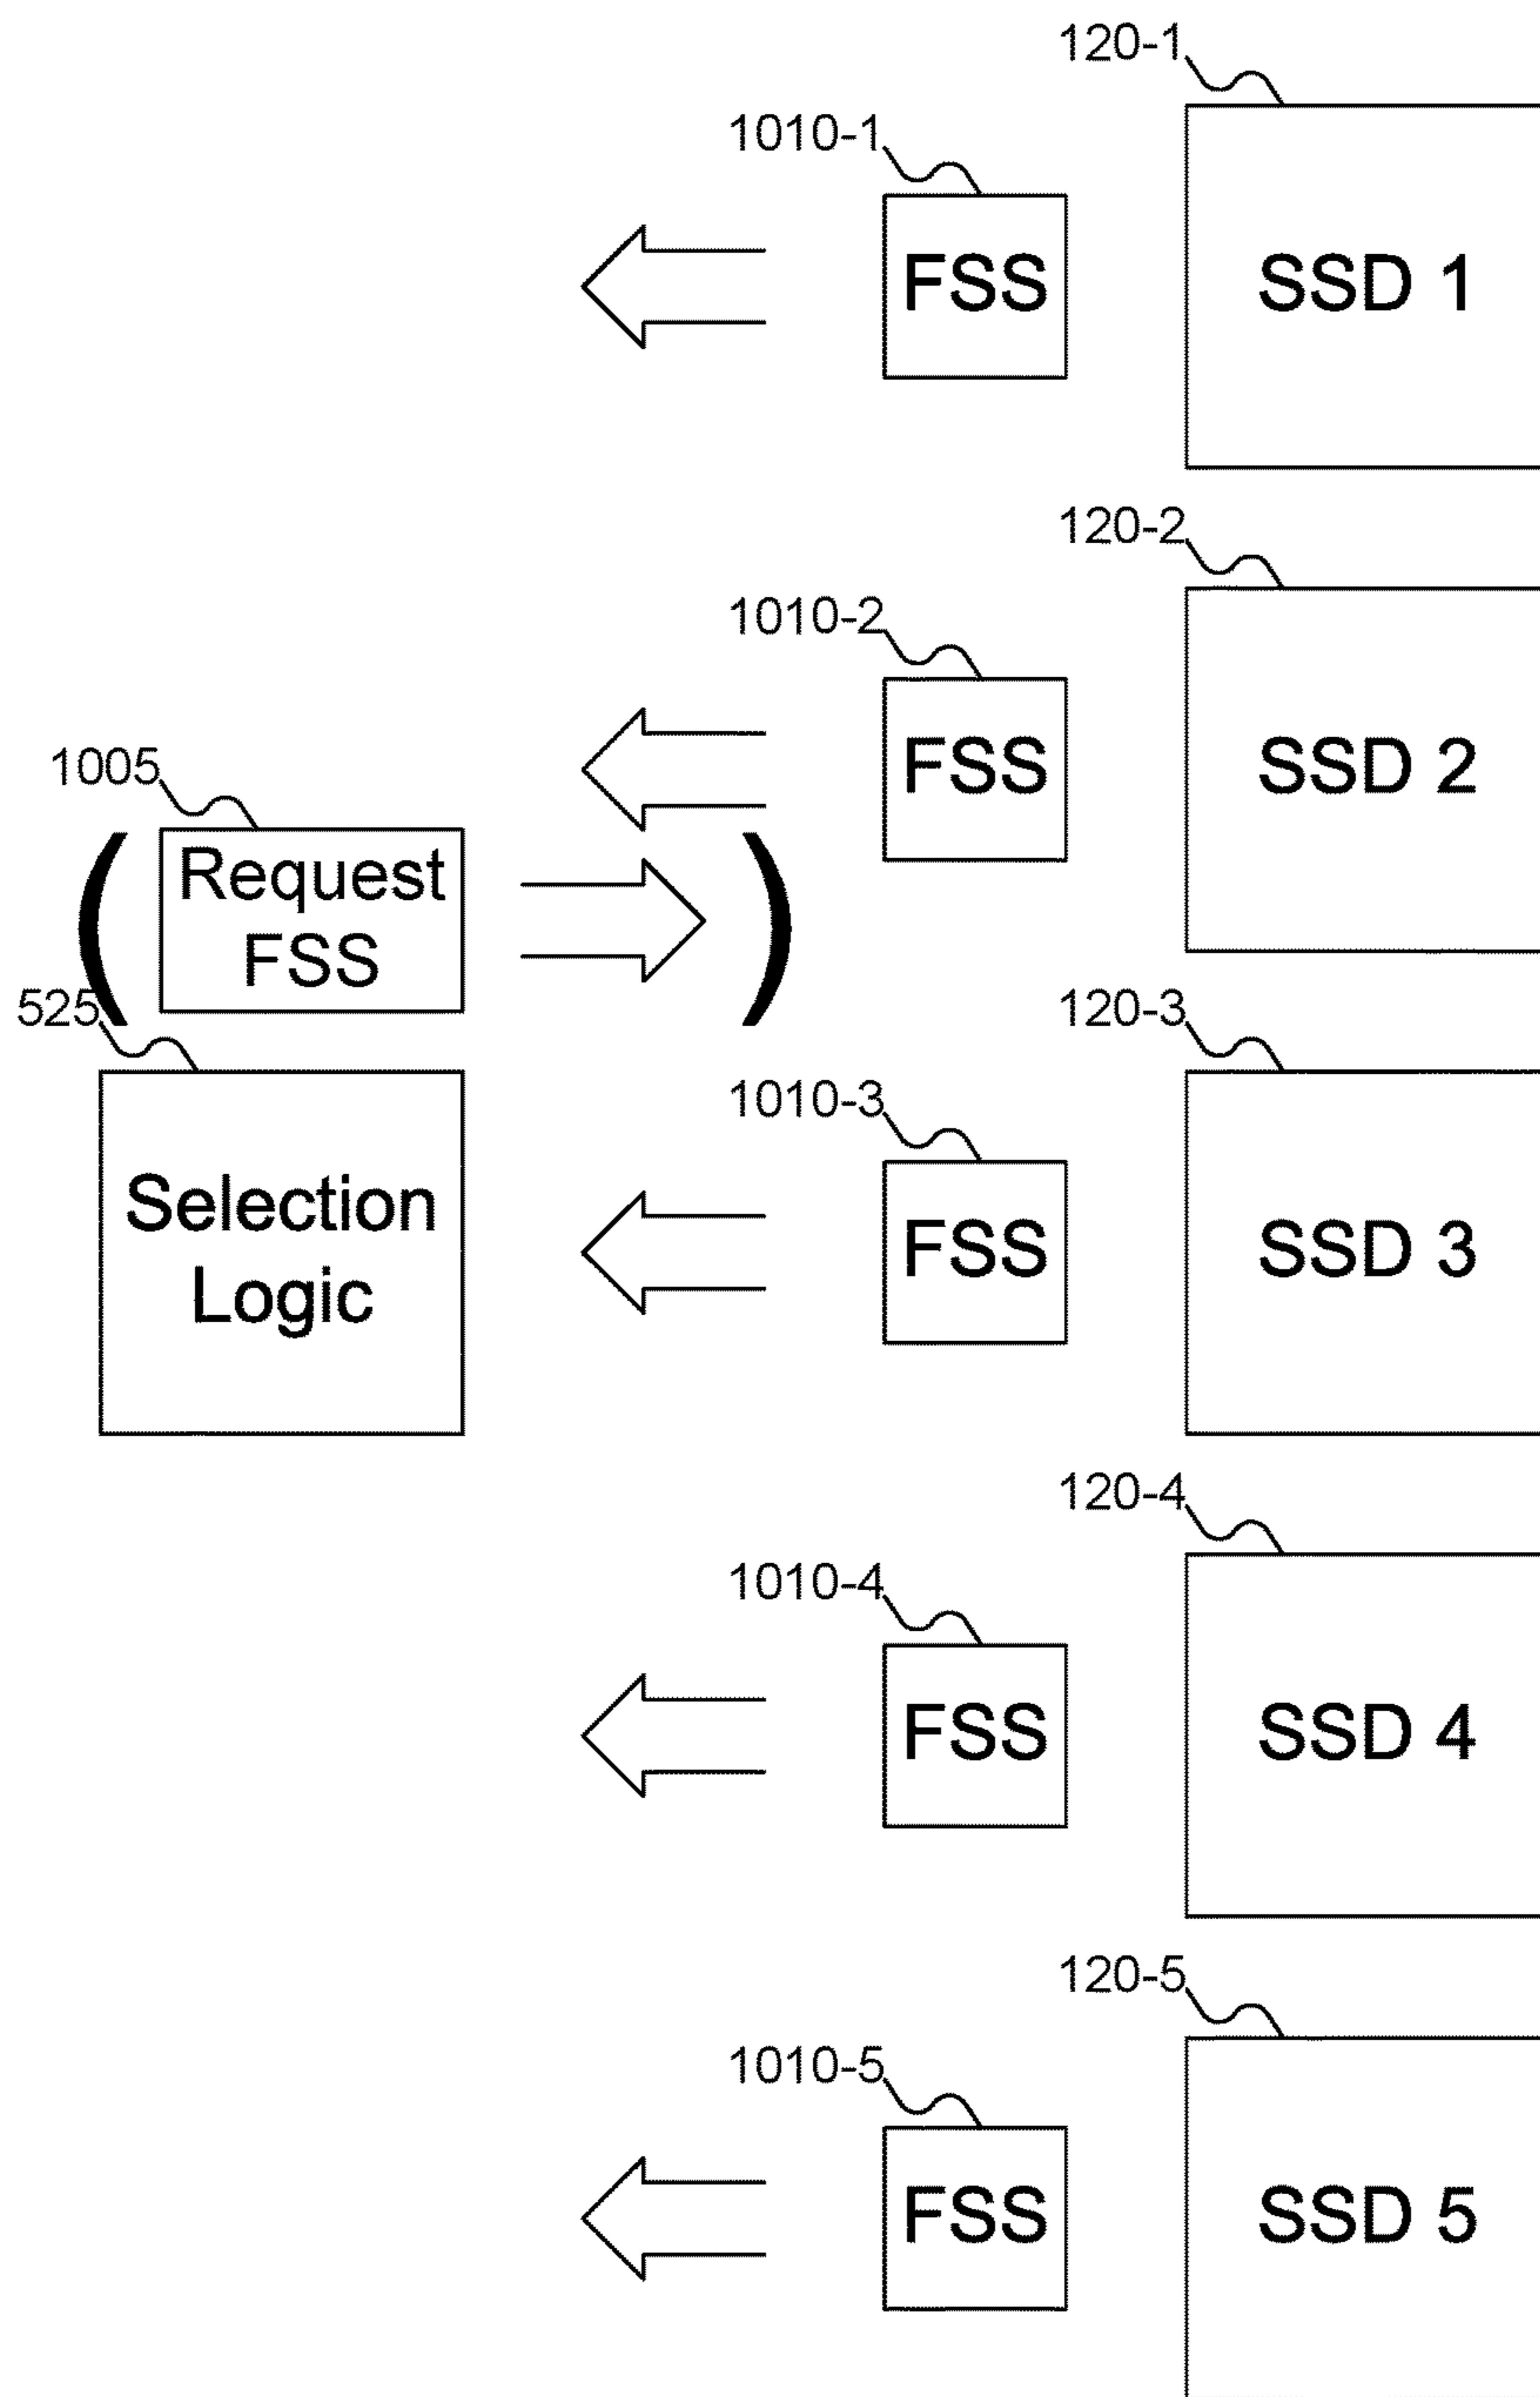 120-1
1010-1
FSS
SSD 1
120-2
1010-2
FSS
SSD 2
1005
(
Request
FSS
)
525
120-3
1010-3
Selection
Logic
FSS
SSD 3
120-4
1010-4
FSS
SSD 4
120-5
1010-5
FSS
SSD 5